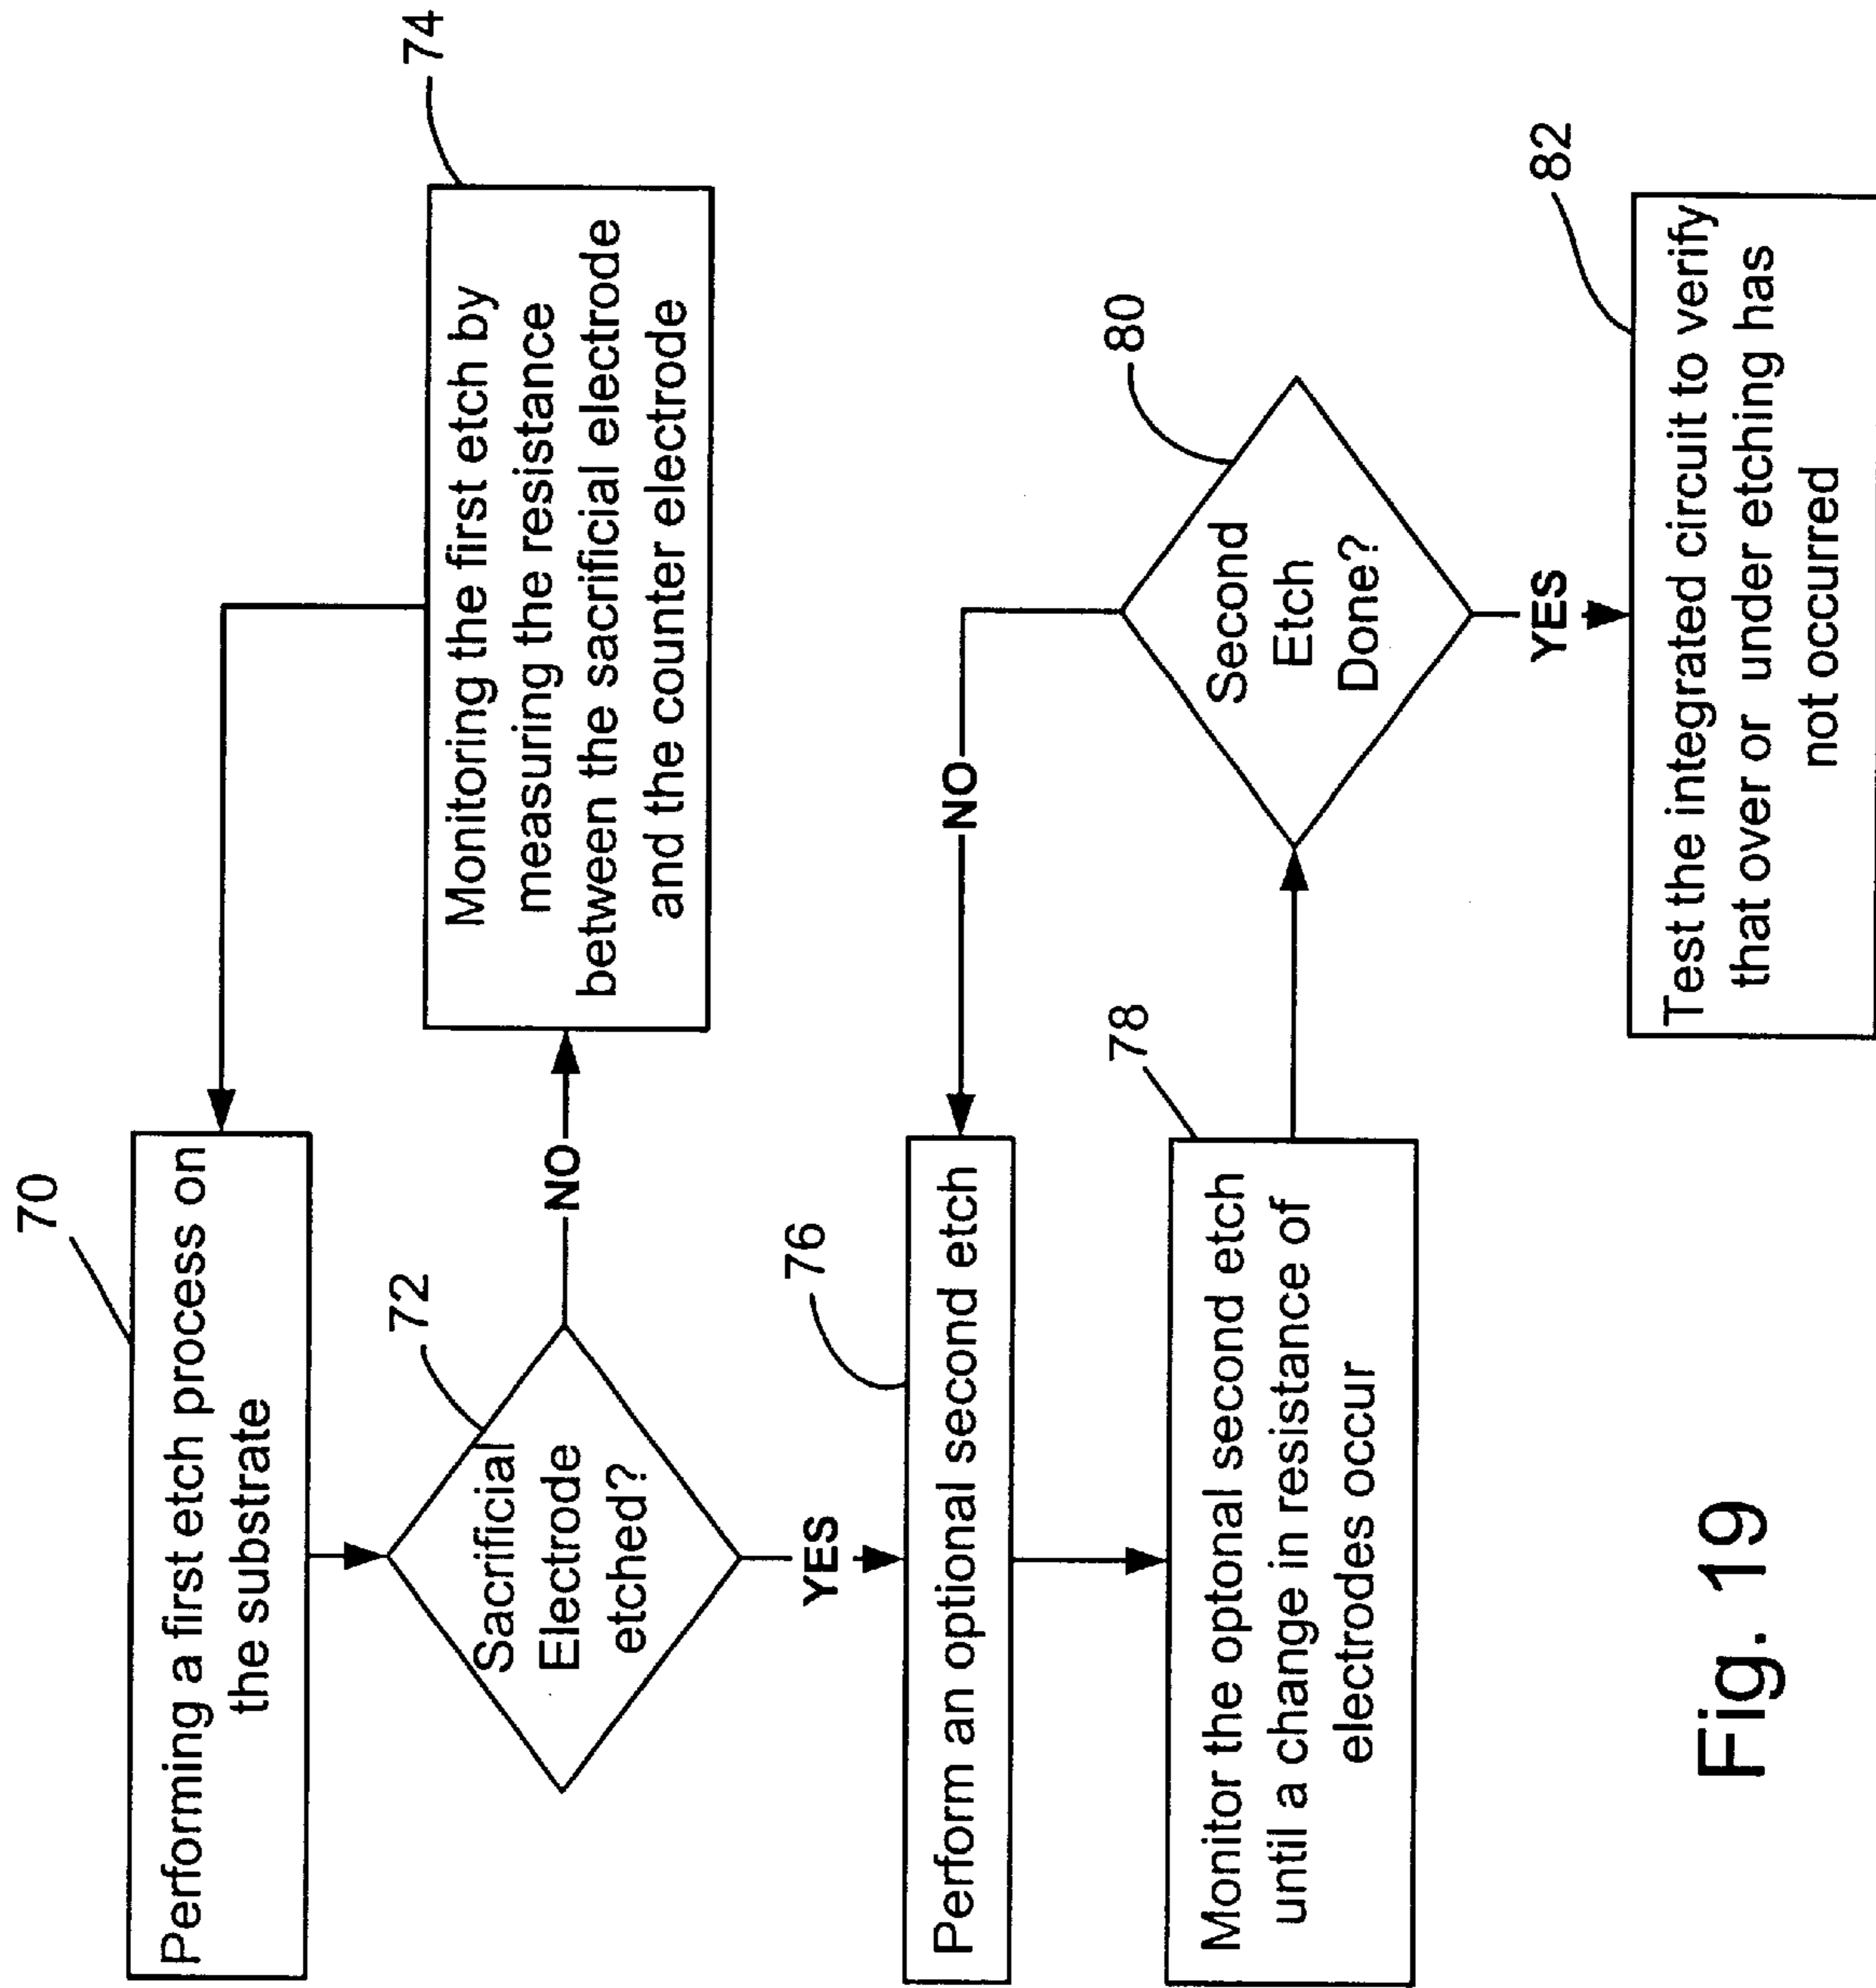 70
Performing a first etch process on
the substrate
72
Sacrificial
Electrode
etched?
NO
74
Monitoring the first etch by
measuring the resistance
between the sacrificial electrode
and the counter electrode
YES
76
Perform an optional second etch
78
Monitor the optonal second etch
until a change in resistance of
electrodes occur
80
Second
Etch
Done?
NO
YES
82
Test the integrated circuit to verify
that over or under etching has
not occurred
Fig. 19